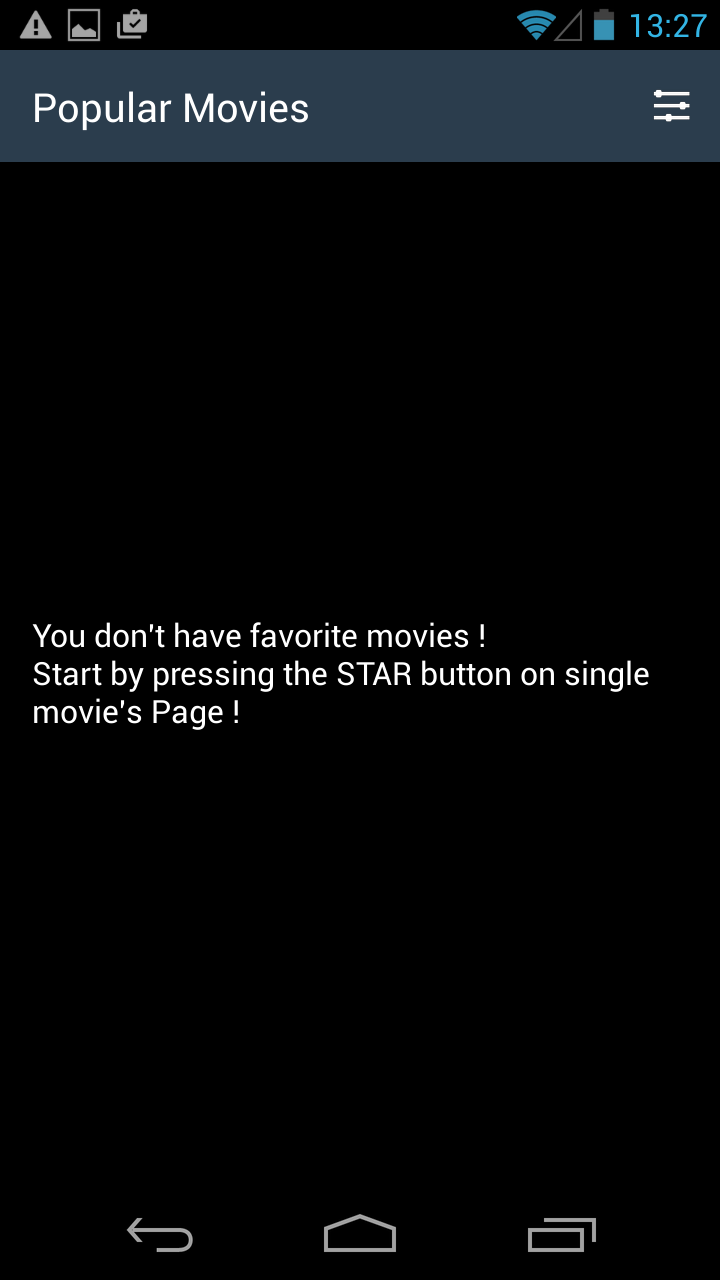 13:27
Popular Movies
You don't have favorite movies !
Start by pressing the STAR button on single
movie's Page !